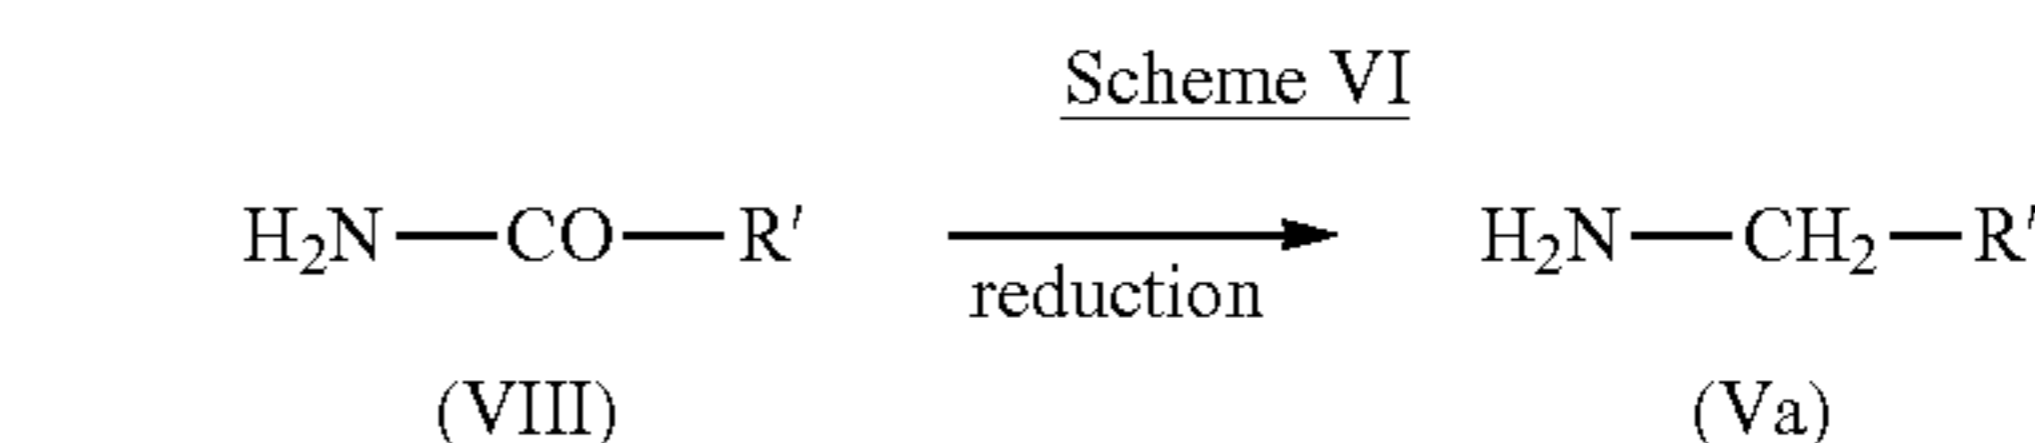 Scheme VI
H₂N—CO—R′ ⟶ H₂N—CH₂—R′
reduction
(VIII) (Va)